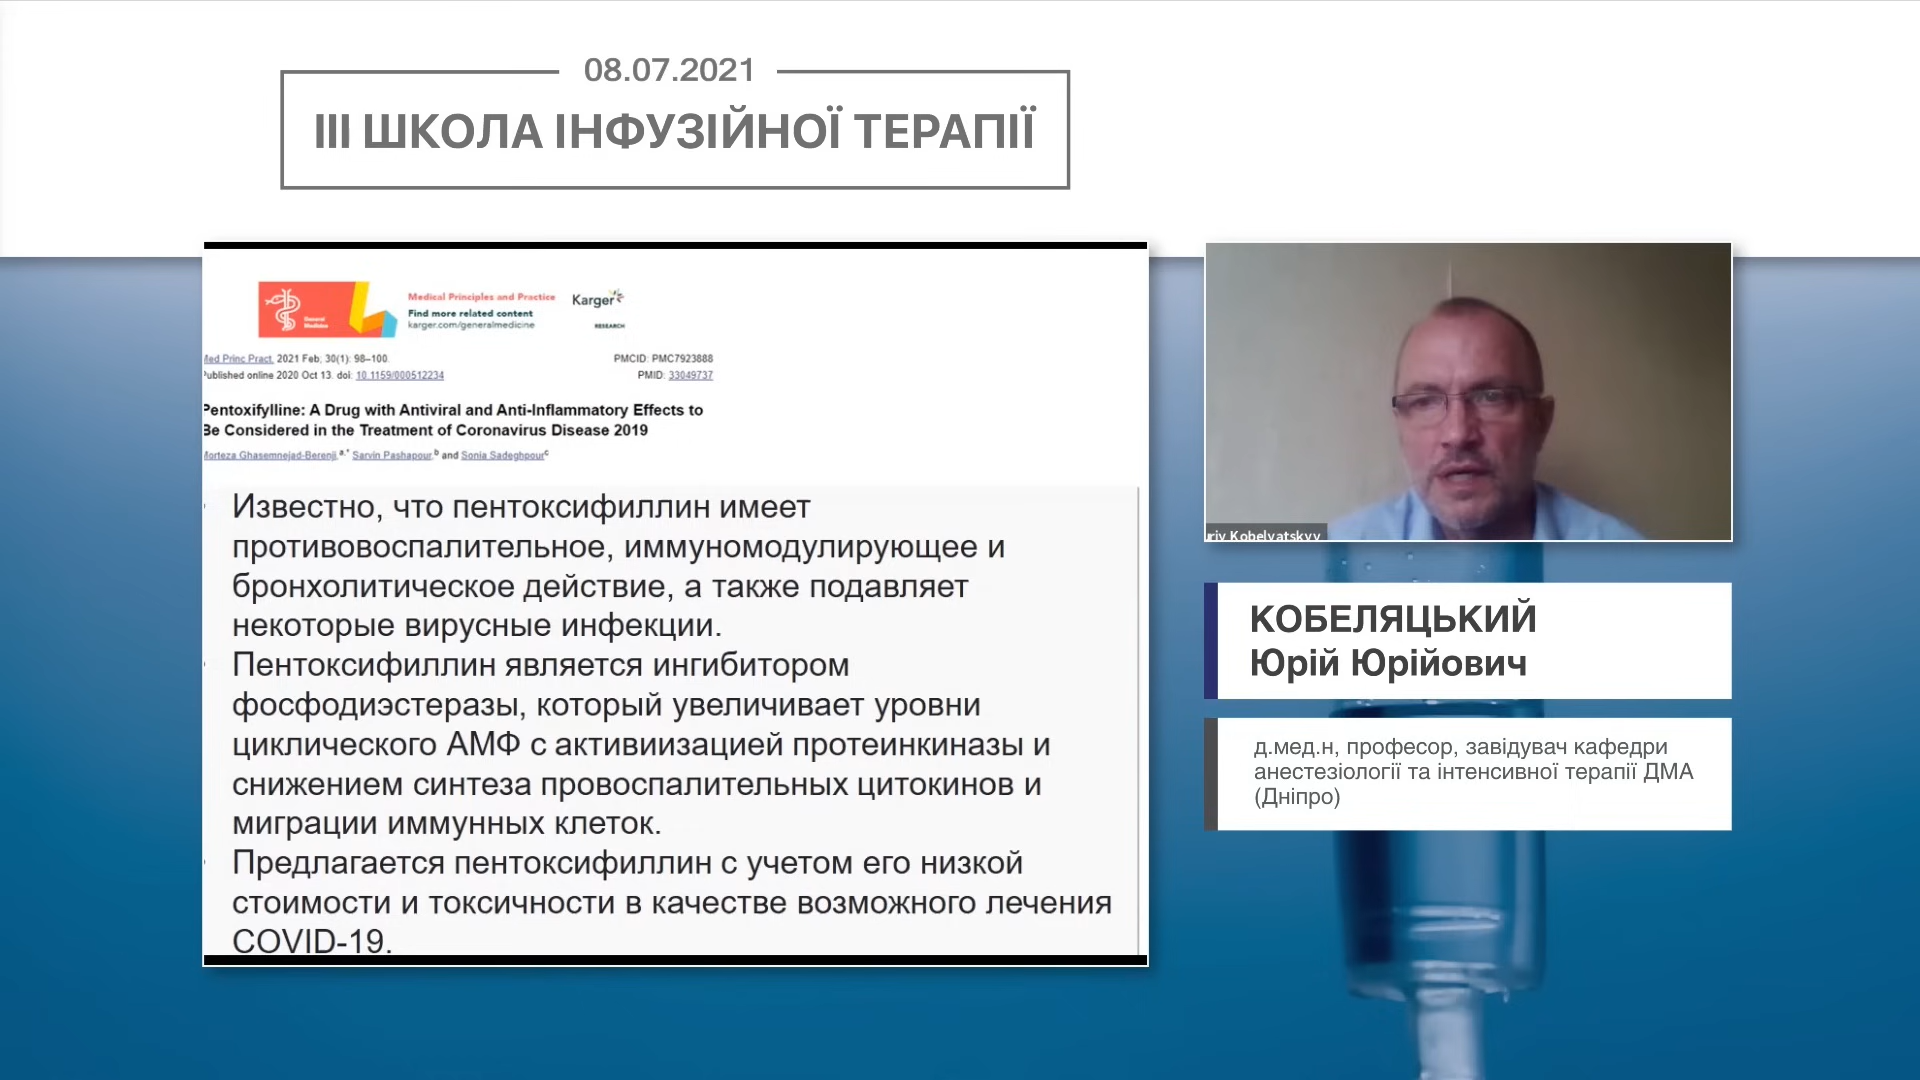 08.07.2021
III ШКОЛА ІНФУЗІЙНОЇ ТЕРАПІЇ
General
Medicine
Medical Principles and Practice
Find more related content
karger.com/generalmedicine
Karger
RESEARCH
Med Princ Pract. 2021 Feb; 30(1): 98–100.
Published online 2020 Oct 13. doi: 10.1159/000512234
PMCID: PMC7923888
PMID: 33049737
Pentoxifylline: A Drug with Antiviral and Anti-Inflammatory Effects to
Be Considered in the Treatment of Coronavirus Disease 2019
Morteza Ghasemnejad-Berenji,a,* Sarvin Pashapour,b and Sonia Sadeghpourc
Известно, что пентоксифиллин имеет
противовоспалительное, иммуномодулирующее и
бронхолитическое действие, а также подавляет
некоторые вирусные инфекции.
Пентоксифиллин является ингибитором
фосфодиэстеразы, который увеличивает уровни
циклического АМФ с активиизацией протеинкиназы и
снижением синтеза провоспалительных цитокинов и
миграции иммунных клеток.
Предлагается пентоксифиллин с учетом его низкой
стоимости и токсичности в качестве возможного лечения
COVID-19.
uriy Kobelyatskyy
КОБЕЛЯЦЬКИЙ
Юрій Юрійович
д.мед.н, професор, завідувач кафедри
анестезіології та інтенсивної терапії ДМА
(Дніпро)